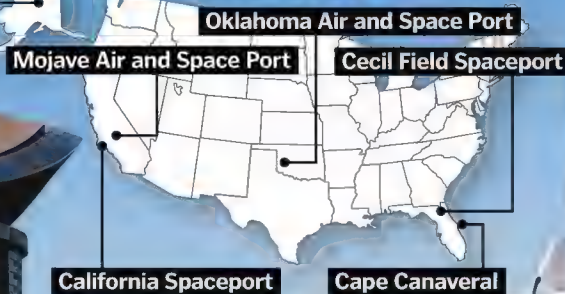 Oklahoma Air and Space Port
Mojave Air and Space Port
Cecil Field Spaceport
California Spaceport
Cape Canaveral